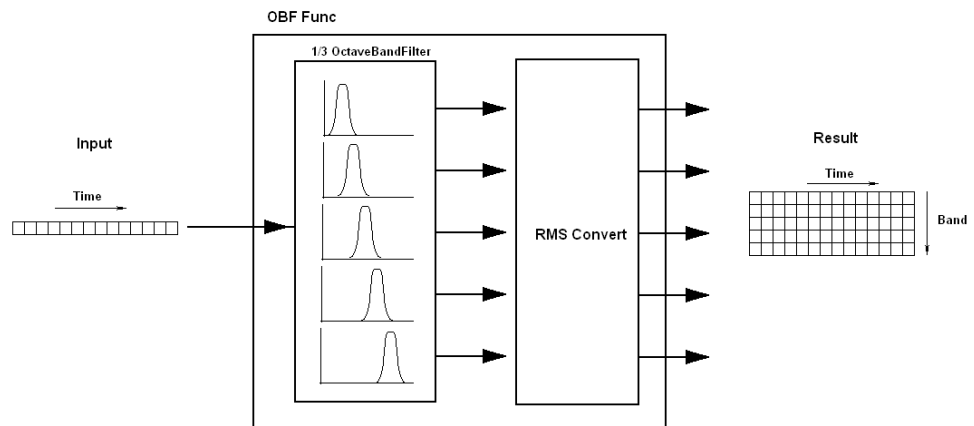 OBF Func
1/3 OctaveBandFilter
Input
Time
RMS Convert
Result
Time
Band